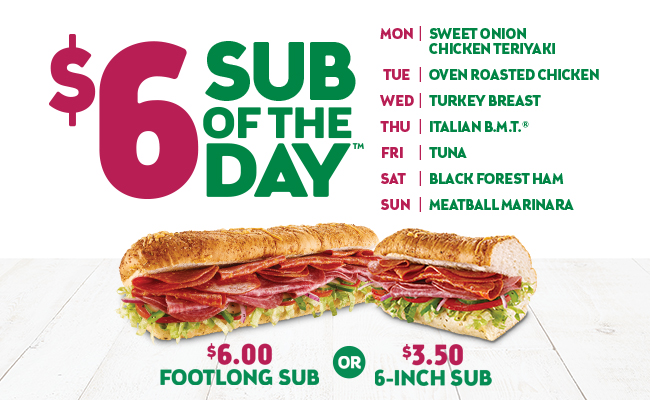 $6 SUB
OF THE
DAY™
MON | SWEET ONION
CHICKEN TERIYAKI
TUE | OVEN ROASTED CHICKEN
WED | TURKEY BREAST
THU | ITALIAN B.M.T.®
FRI | TUNA
SAT | BLACK FOREST HAM
SUN | MEATBALL MARINARA
$6.00
FOOTLONG SUB
OR
$3.50
6-INCH SUB